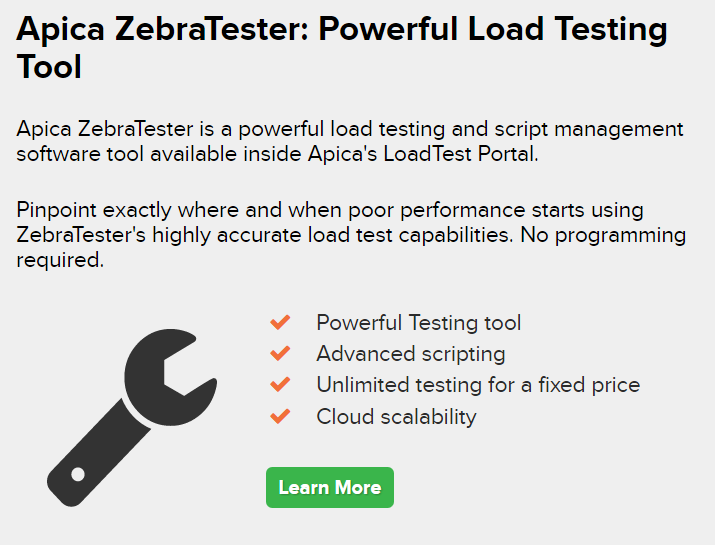 Apica ZebraTester: Powerful Load Testing
Tool
Apica ZebraTester is a powerful load testing and script management
software tool available inside Apica's LoadTest Portal.
Pinpoint exactly where and when poor performance starts using
ZebraTester's highly accurate load test capabilities. No programming
required.
Powerful Testing tool
Advanced scripting
Unlimited testing for a fixed price
Cloud scalability
Learn More